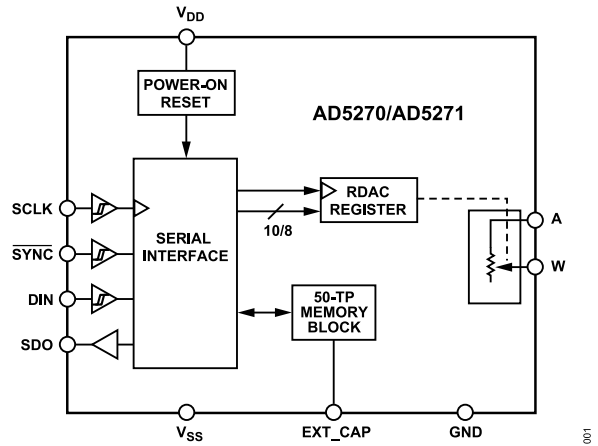 VDD
POWER-ON
RESET
AD5270/AD5271
SCLK
SYNC
DIN
SDO
SERIAL
INTERFACE
10/8
RDAC
REGISTER
A
W
50-TP
MEMORY
BLOCK
VSS
EXT_CAP
GND
001